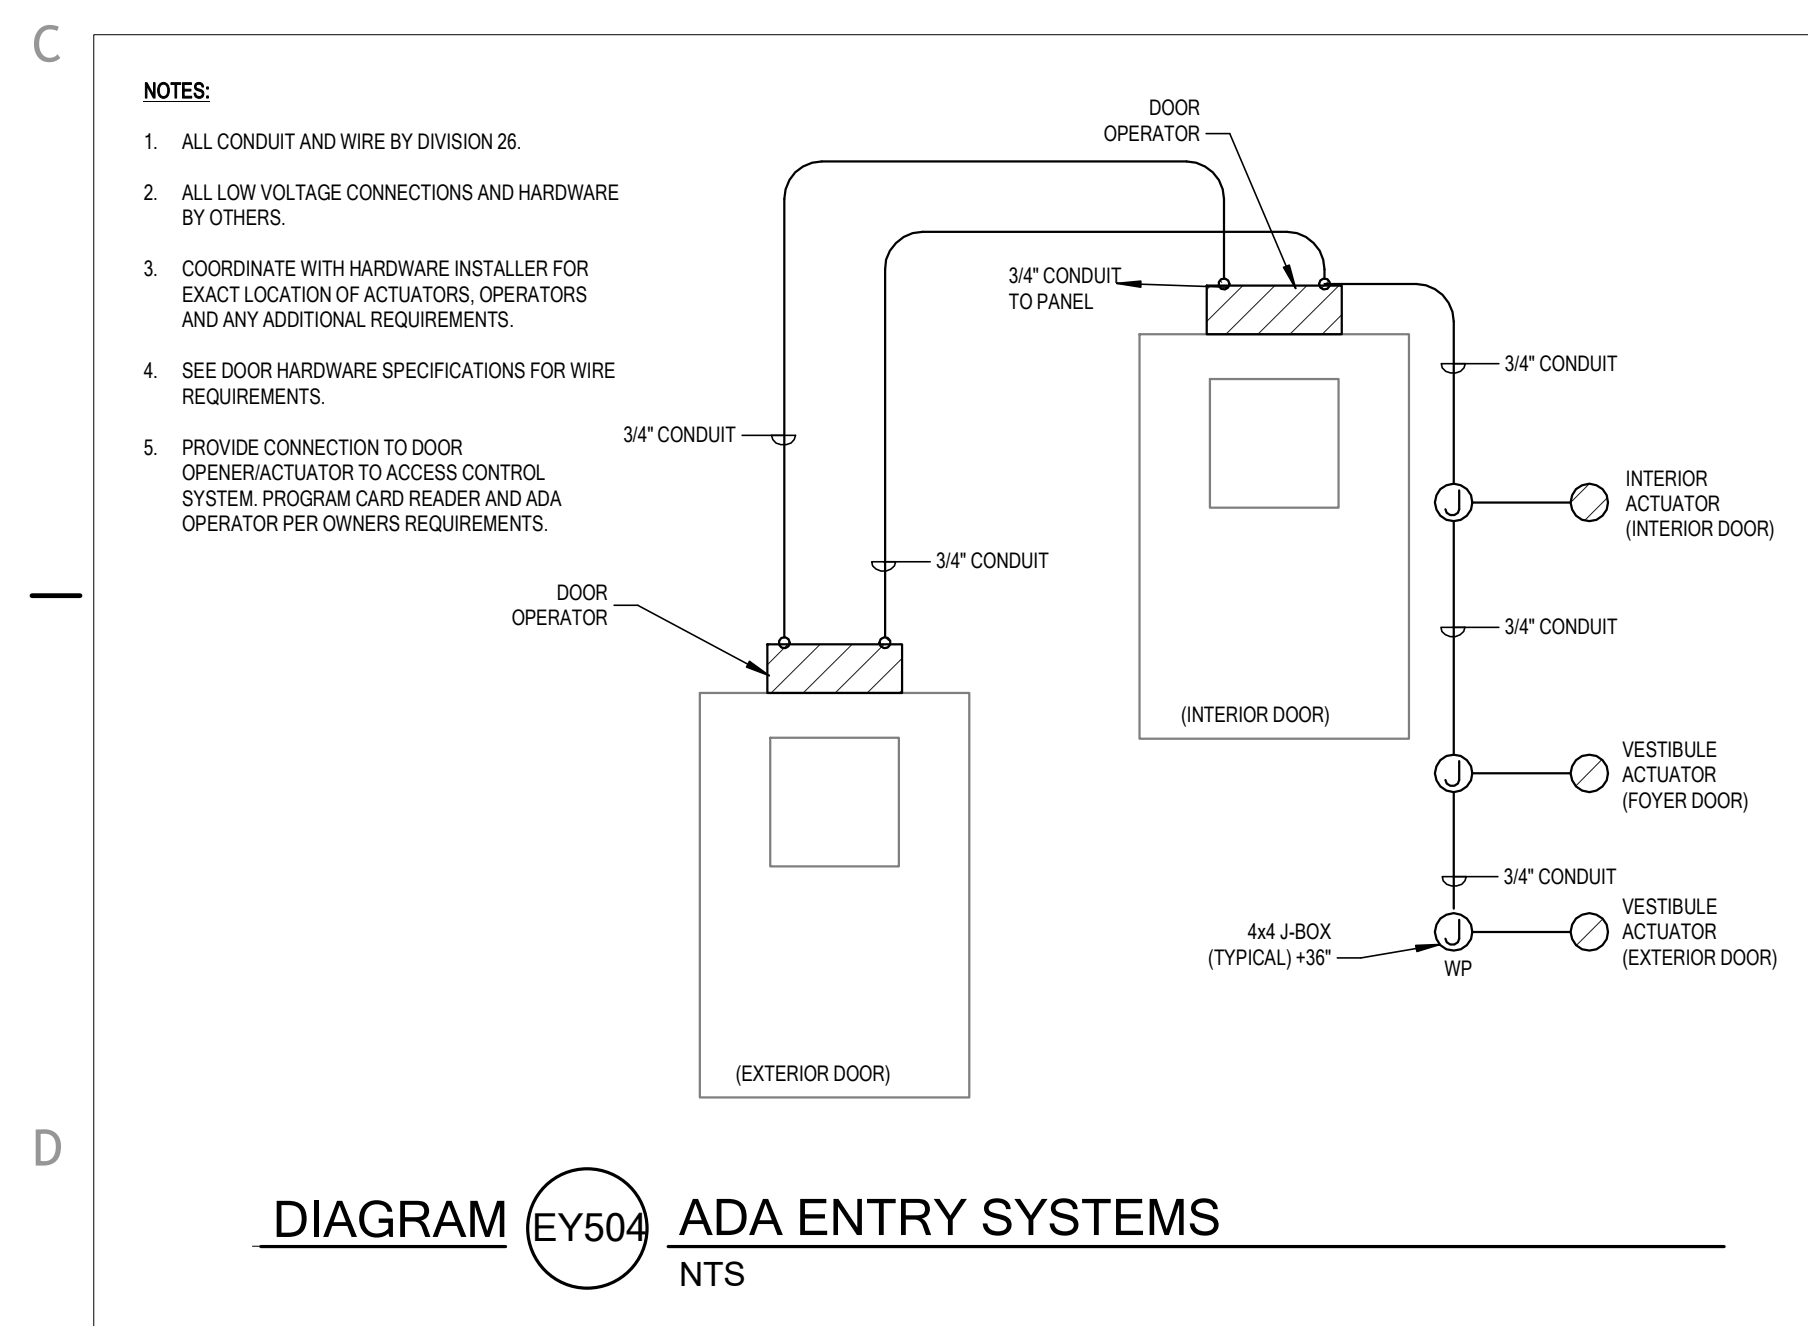 C
NOTES:
1. ALL CONDUIT AND WIRE BY DIVISION 26.
2. ALL LOW VOLTAGE CONNECTIONS AND HARDWARE
BY OTHERS.
3. COORDINATE WITH HARDWARE INSTALLER FOR
EXACT LOCATION OF ACTUATORS, OPERATORS
AND ANY ADDITIONAL REQUIREMENTS.
4. SEE DOOR HARDWARE SPECIFICATIONS FOR WIRE
REQUIREMENTS.
5. PROVIDE CONNECTION TO DOOR
OPENER/ACTUATOR TO ACCESS CONTROL
SYSTEM. PROGRAM CARD READER AND ADA
OPERATOR PER OWNERS REQUIREMENTS.
DOOR
OPERATOR
3/4" CONDUIT
TO PANEL
3/4" CONDUIT
3/4" CONDUIT
3/4" CONDUIT
DOOR
OPERATOR
(EXTERIOR DOOR)
(INTERIOR DOOR)
J
INTERIOR
ACTUATOR
(INTERIOR DOOR)
3/4" CONDUIT
J
VESTIBULE
ACTUATOR
(FOYER DOOR)
3/4" CONDUIT
4x4 J-BOX
(TYPICAL) +36"
J
WP
VESTIBULE
ACTUATOR
(EXTERIOR DOOR)
D
DIAGRAM EY504 ADA ENTRY SYSTEMS
NTS